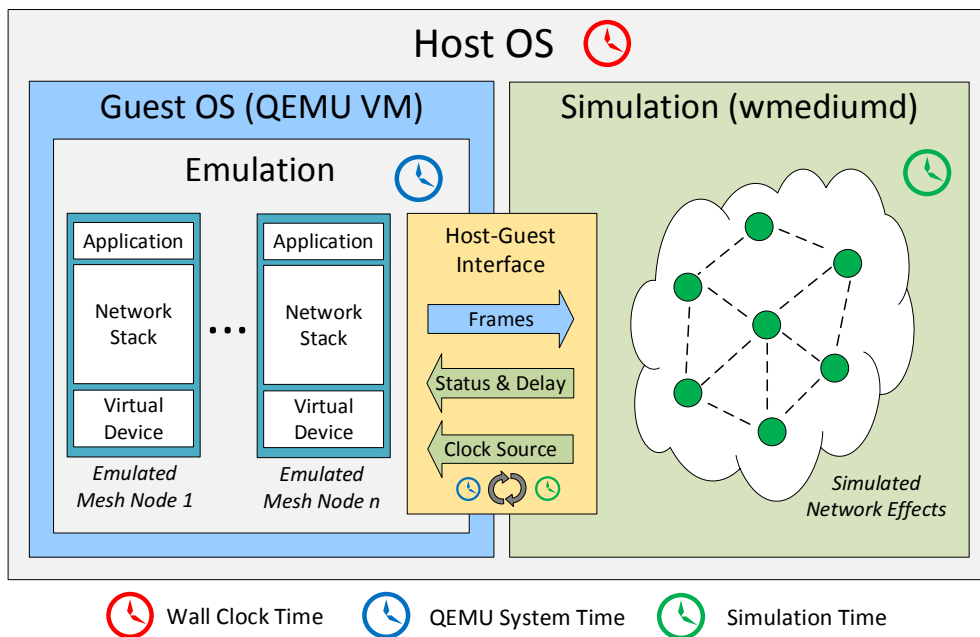 Host OS
Guest OS (QEMU VM)
Simulation (wmediumd)
Emulation
Application
Network
Stack
Virtual
Device
Emulated
Mesh Node 1
...
Application
Network
Stack
Virtual
Device
Emulated
Mesh Node n
Host-Guest
Interface
Frames
Status & Delay
Clock Source
Simulated
Network Effects
Wall Clock Time
QEMU System Time
Simulation Time